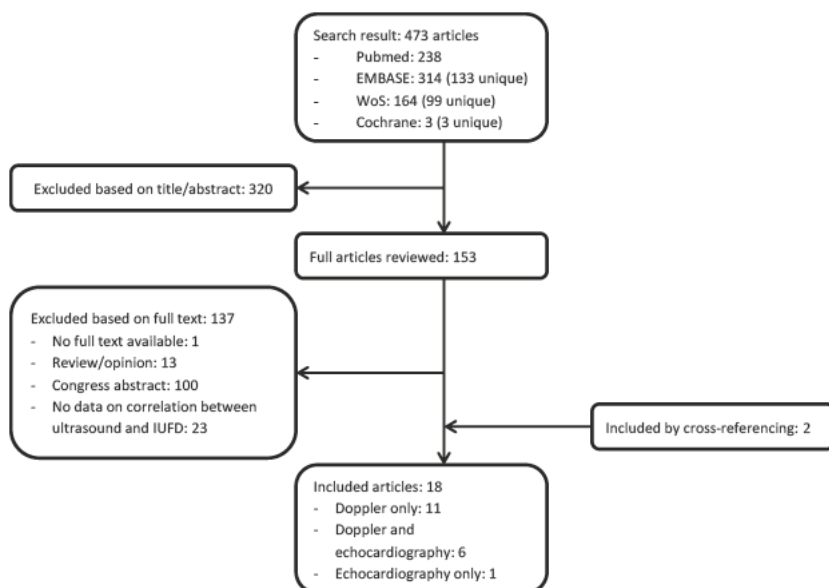 Search result: 473 articles
- Pubmed: 238
- EMBASE: 314 (133 unique)
- WoS: 164 (99 unique)
- Cochrane: 3 (3 unique)
Excluded based on title/abstract: 320
Full articles reviewed: 153
Excluded based on full text: 137
- No full text available: 1
- Review/opinion: 13
- Congress abstract: 100
- No data on correlation between
ultrasound and IUFD: 23
Included by cross-referencing: 2
Included articles: 18
- Doppler only: 11
- Doppler and
echocardiography: 6
- Echocardiography only: 1